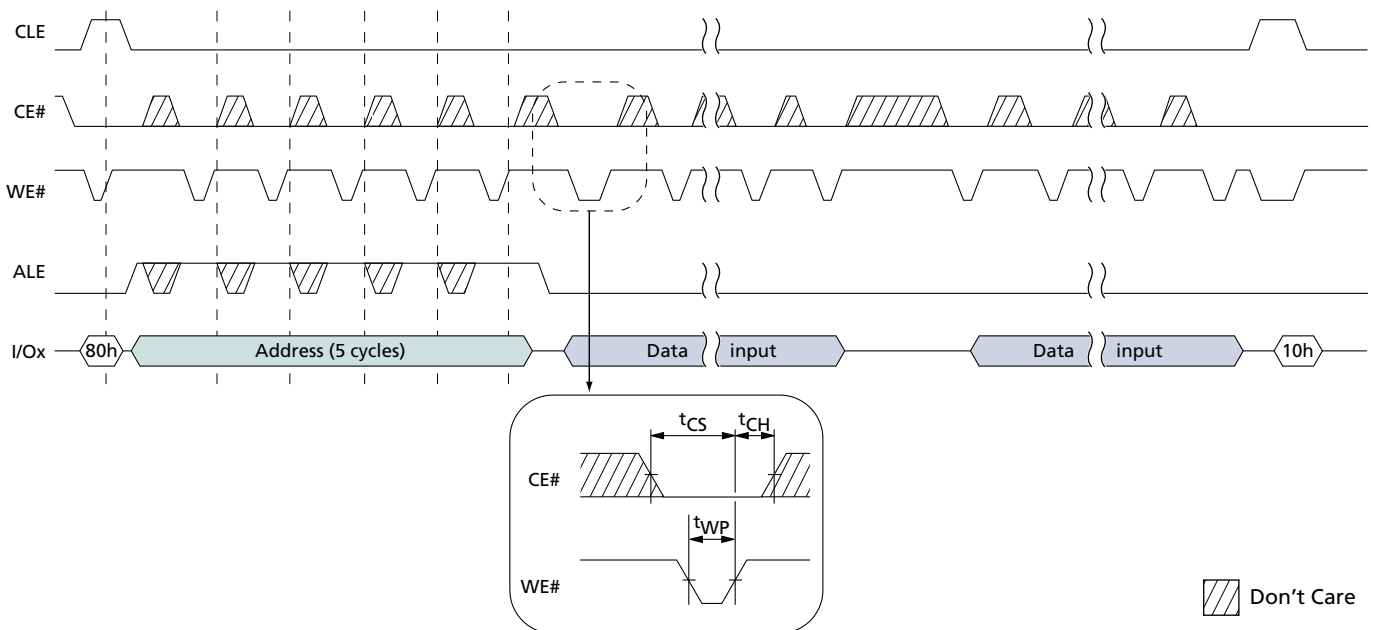 CLE
CE#
WE#
ALE
I/Ox
80h
Address (5 cycles)
Data input
Data input
10h
tCS
tCH
CE#
tWP
WE#
Don't Care